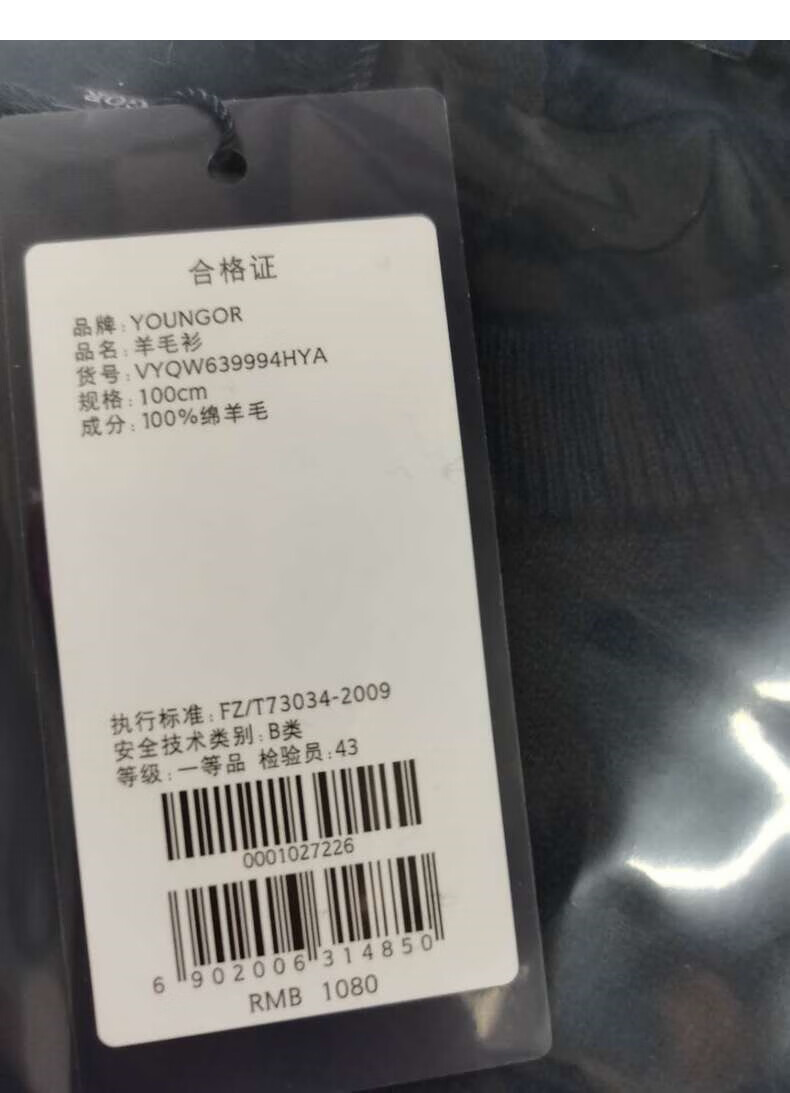 合格证
品牌:YOUNGOR
品名:羊毛衫
货号:VYQW639994HYA
规格:100cm
成分:100%绵羊毛
执行标准:FZ/T73034-2009
安全技术类别:B类
等级:一等品 检验员:43
0001027226
6 902006 314850
RMB 1080